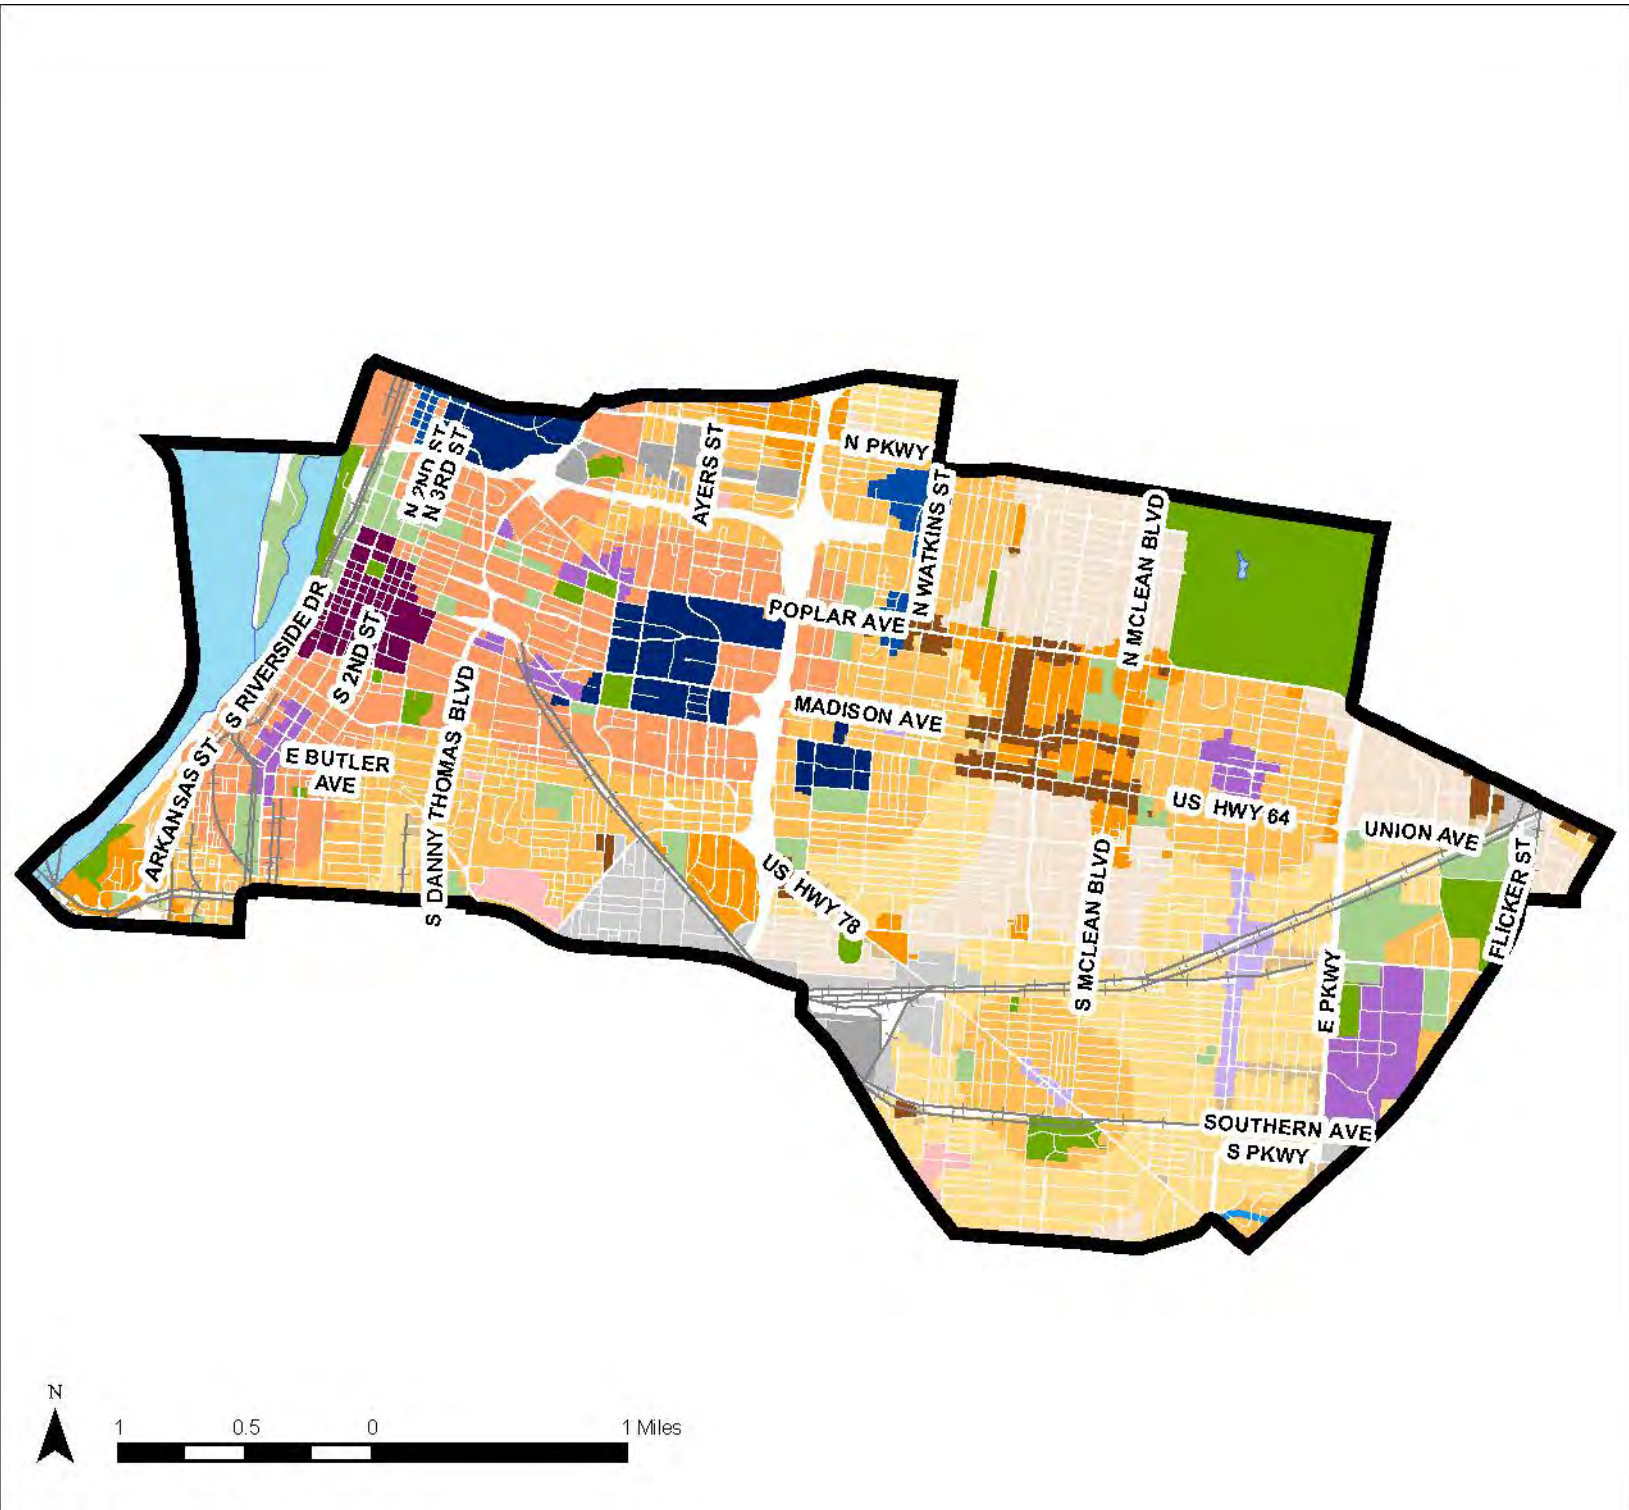 N PKWY
N 2ND ST
N 3RD ST
AYERS ST
N WATKINS ST
N MCLEAN BLVD
POPLAR AVE
S RIVERSIDE DR
S 2ND ST
MADISON AVE
S DANNY THOMAS BLVD
E BUTLER
AVE
ARKANSAS ST
US HWY 64
UNION AVE
US HWY 78
S MCLEAN BLVD
FLICKER ST
E PKWY
SOUTHERN AVE
S PKWY
N
1 0.5 0 1 Miles